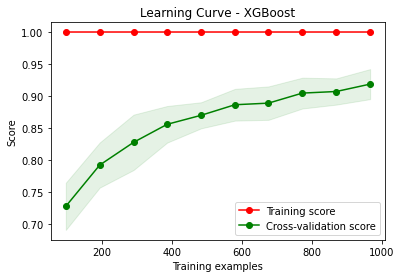 Learning Curve - XGBoost
Score
1.00
0.95
0.90
0.85
0.80
0.75
0.70
Training score
Cross-validation score
200
400
600
800
1000
Training examples